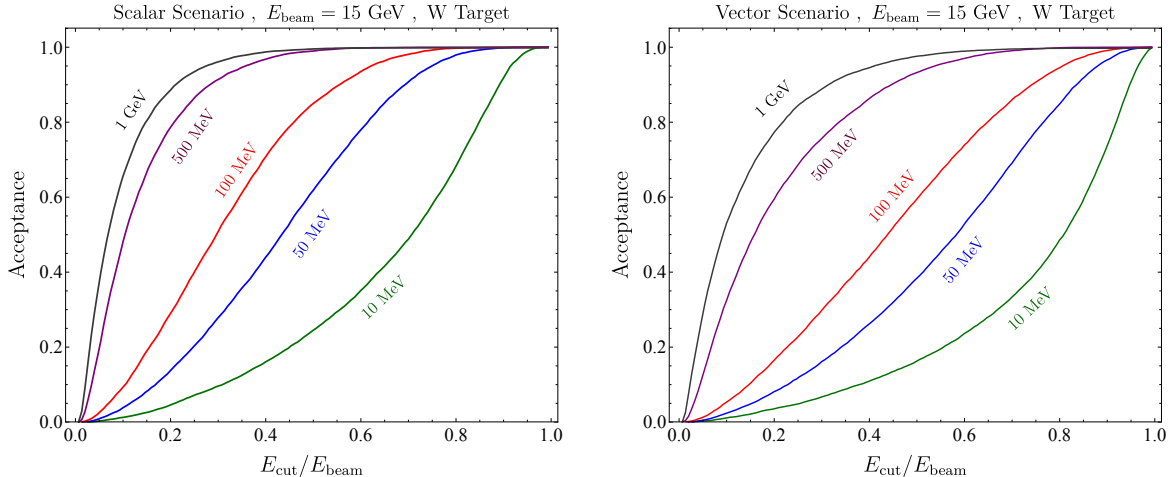 Scalar Scenario , E_beam = 15 GeV , W Target
1.0
0.8
0.6
0.4
0.2
0.0
Acceptance
1 GeV
500 MeV
100 MeV
50 MeV
10 MeV
0.0 0.2 0.4 0.6 0.8 1.0
E_cut/E_beam
Vector Scenario , E_beam = 15 GeV , W Target
1.0
0.8
0.6
0.4
0.2
0.0
Acceptance
1 GeV
500 MeV
100 MeV
50 MeV
10 MeV
0.0 0.2 0.4 0.6 0.8 1.0
E_cut/E_beam